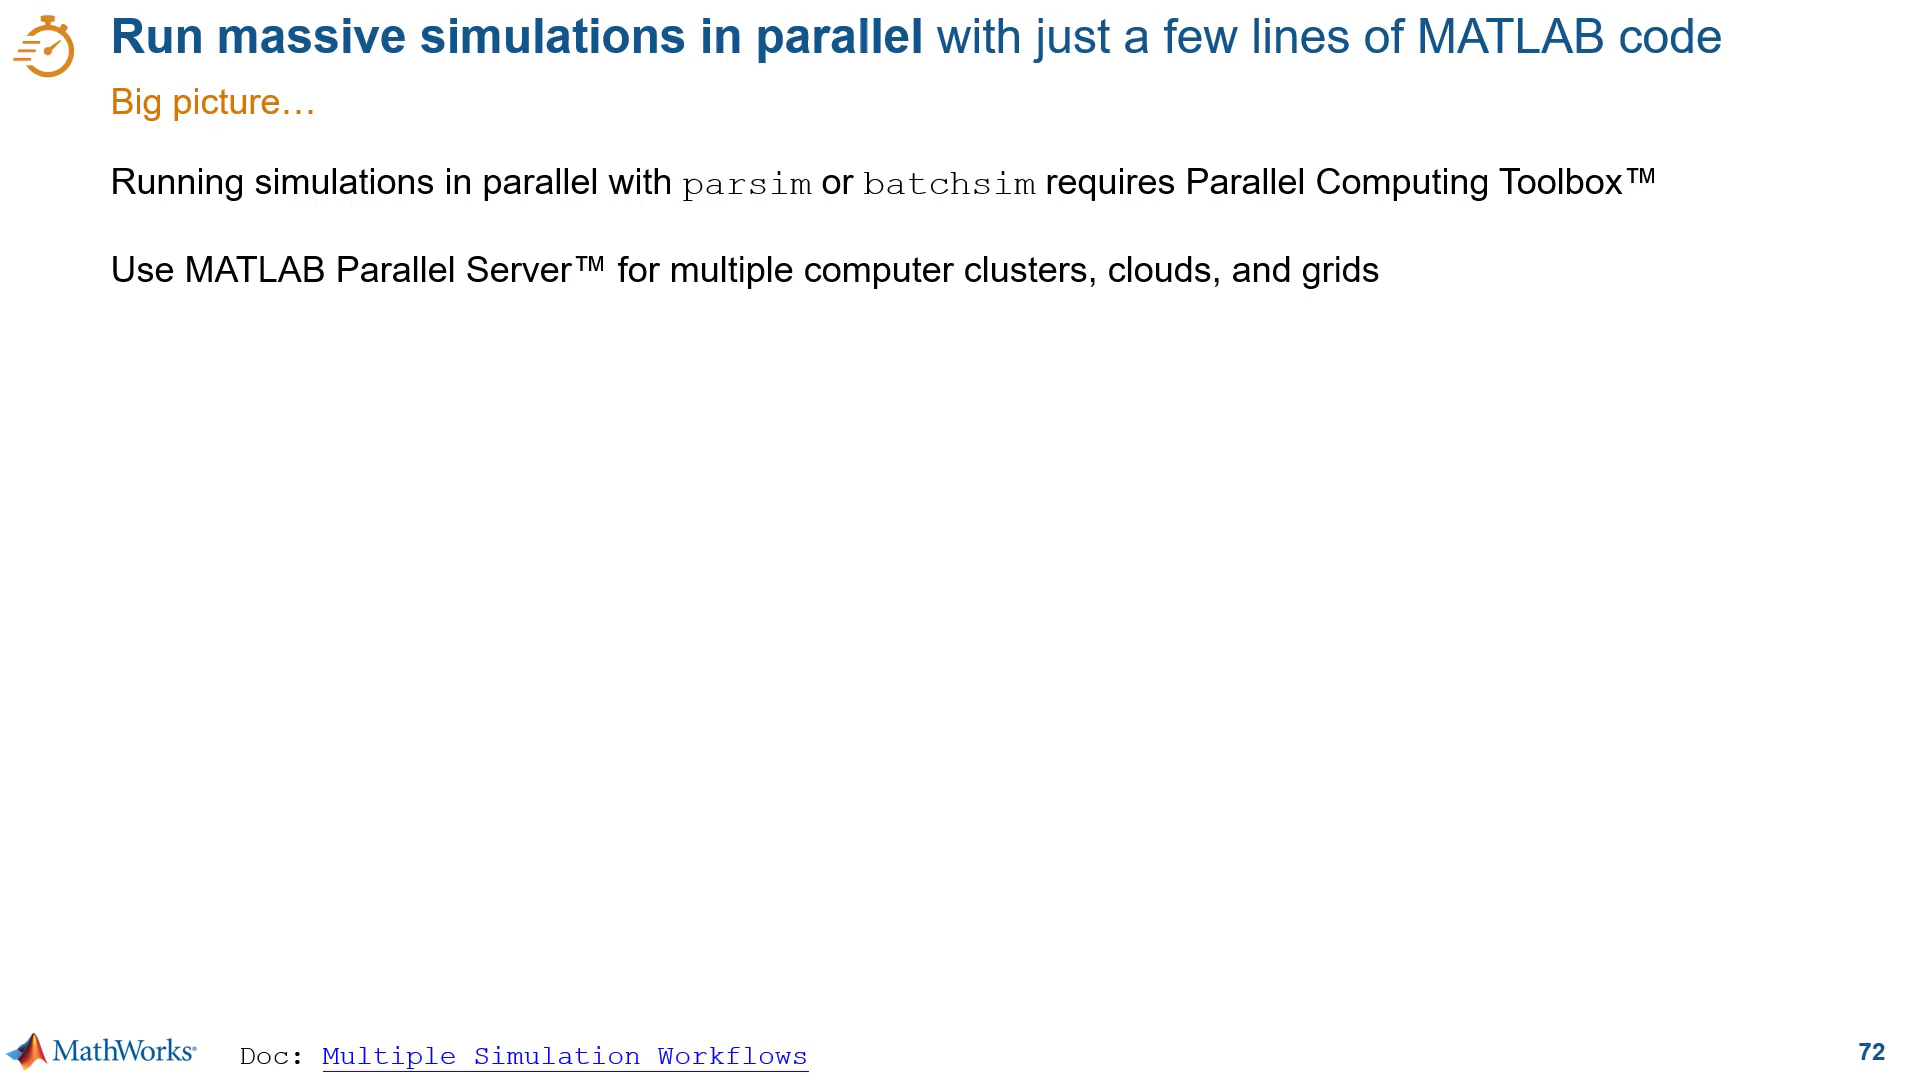 Run massive simulations in parallel with just a few lines of MATLAB code
Big picture…
Running simulations in parallel with parsim or batchsim requires Parallel Computing Toolbox™
Use MATLAB Parallel Server™ for multiple computer clusters, clouds, and grids
MathWorks®
Doc: Multiple Simulation Workflows
72